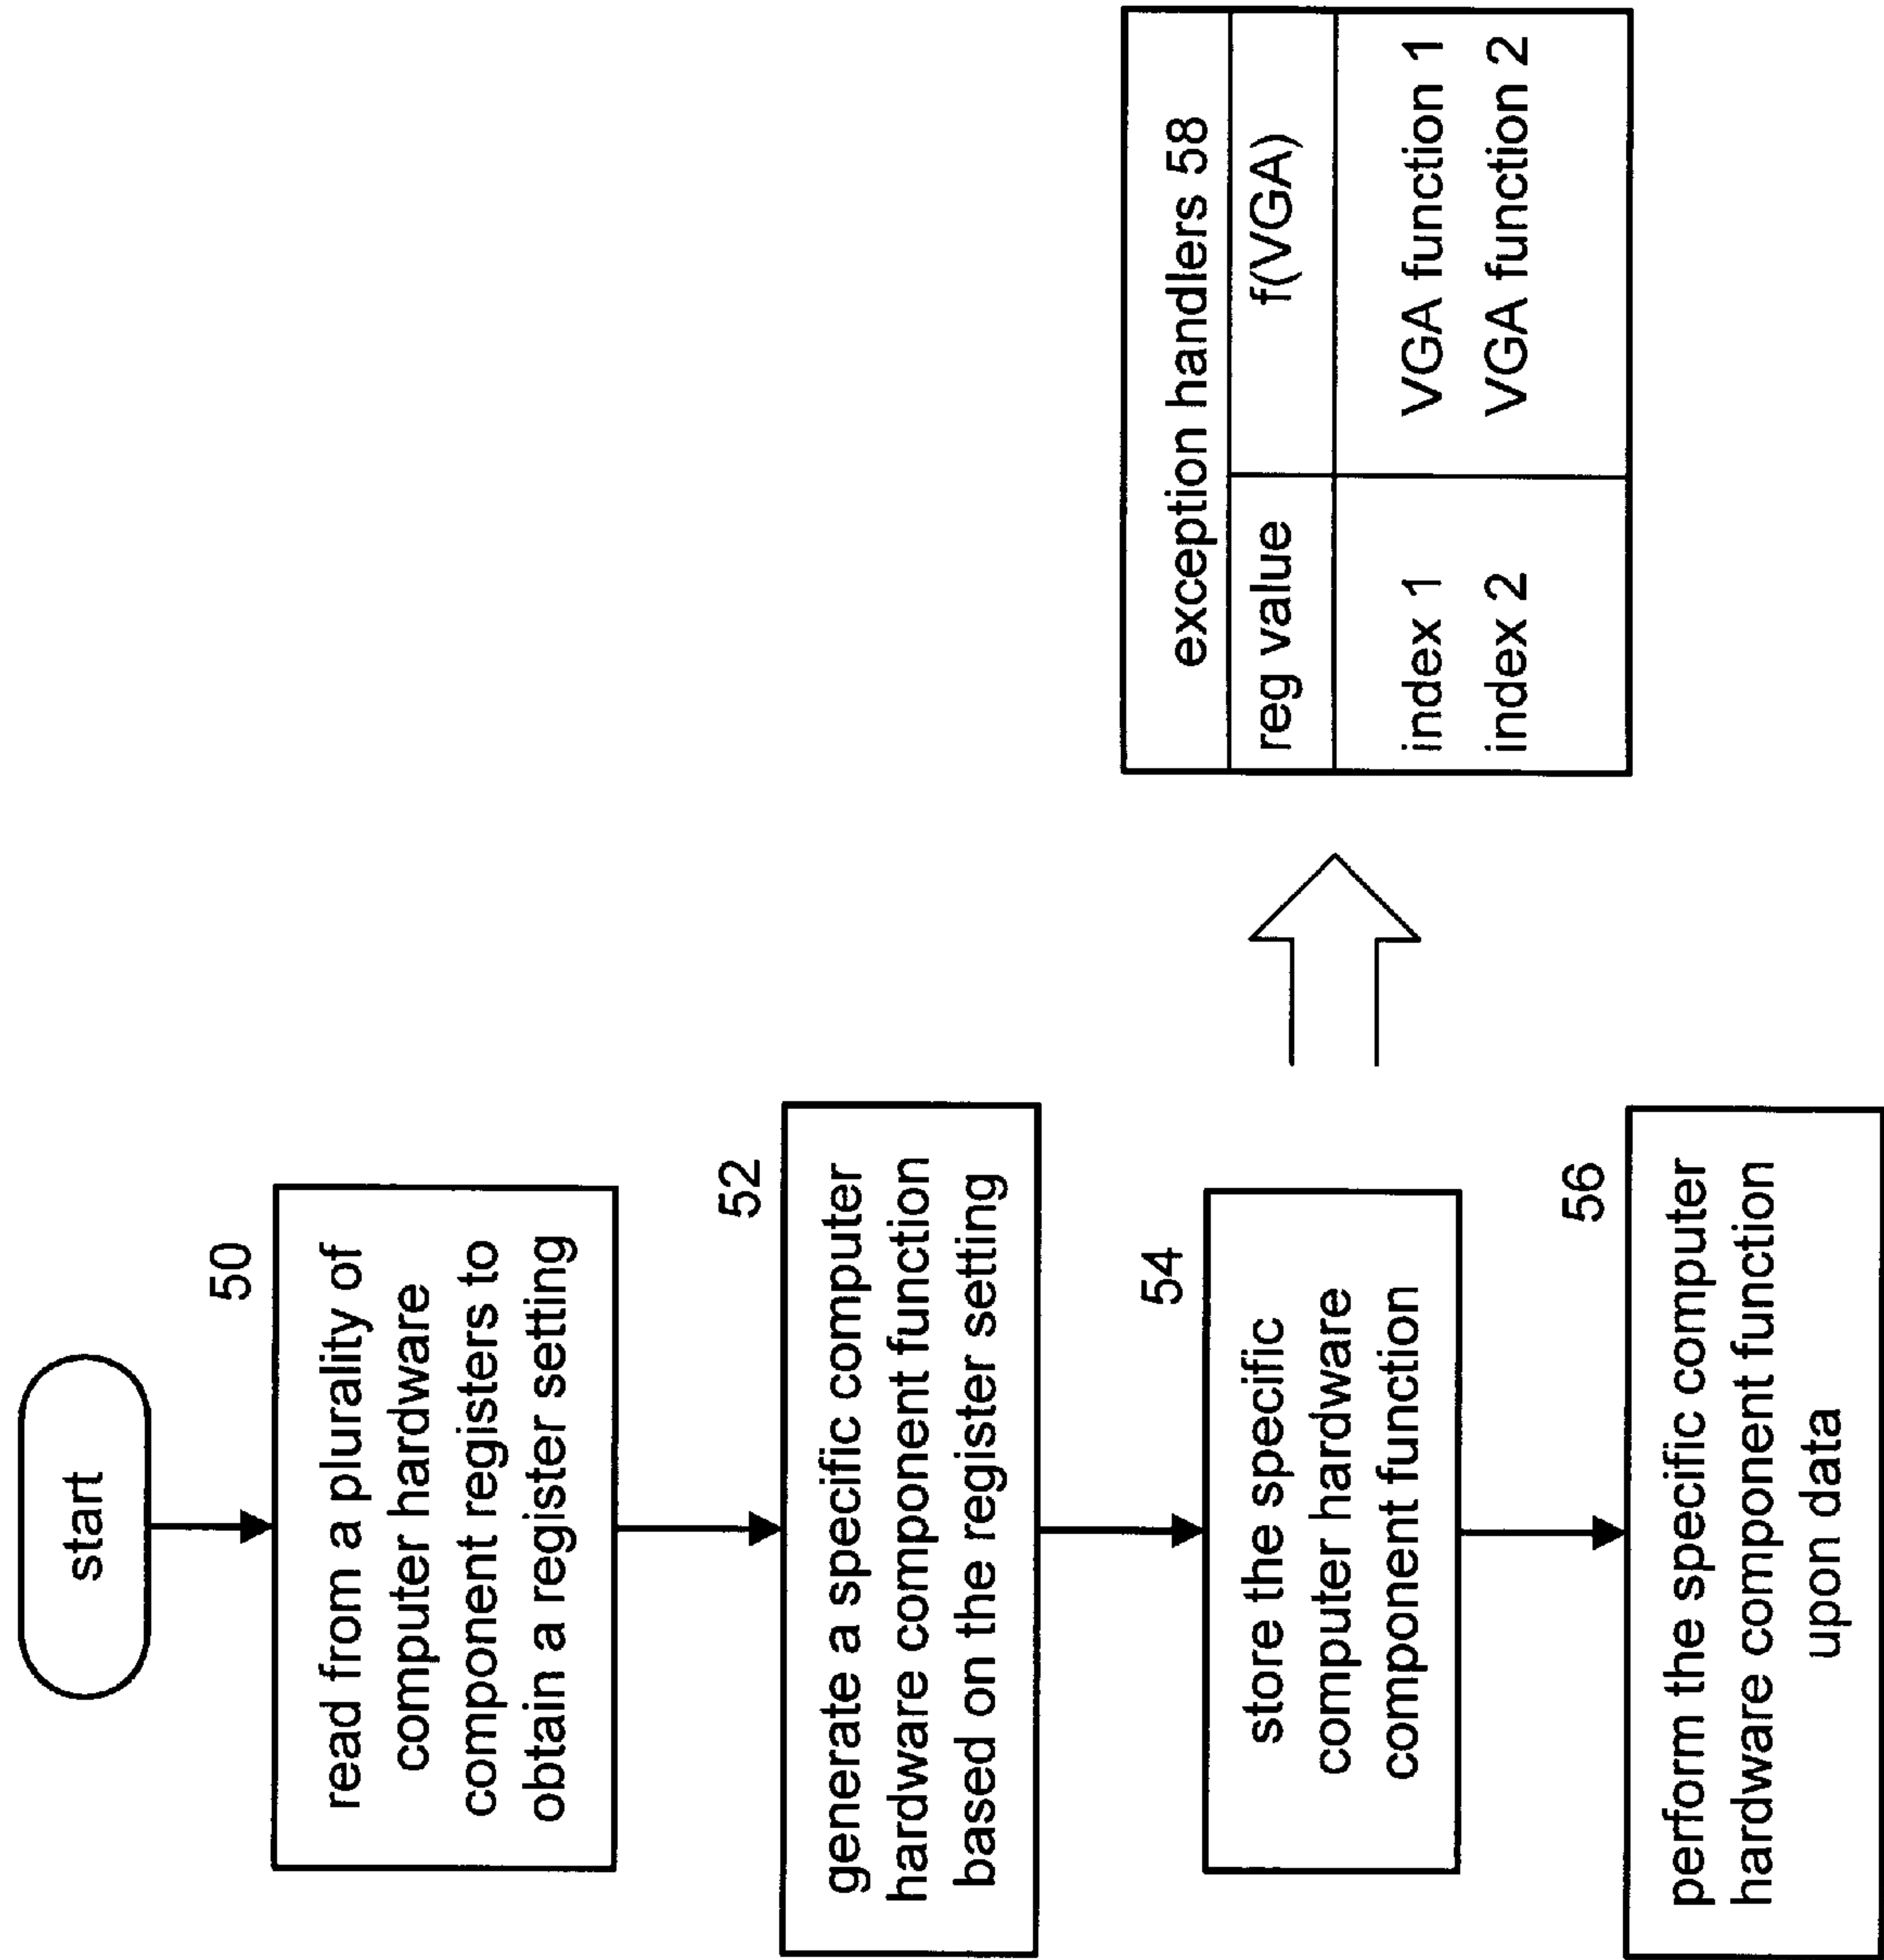 start
50
read from a plurality of
computer hardware
component registers to
obtain a register setting
52
generate a specific computer
hardware component function
based on the register setting
54
store the specific
computer hardware
component function
56
perform the specific computer
hardware component function
upon data
exception handlers 58
reg value f(VGA)
index 1 VGA function 1
index 2 VGA function 2